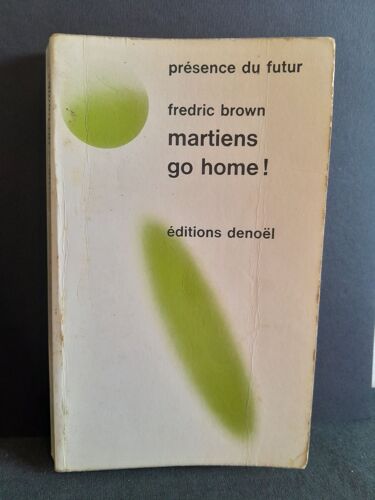 présence du futur
fredric brown
martiens
go home !
éditions denoël